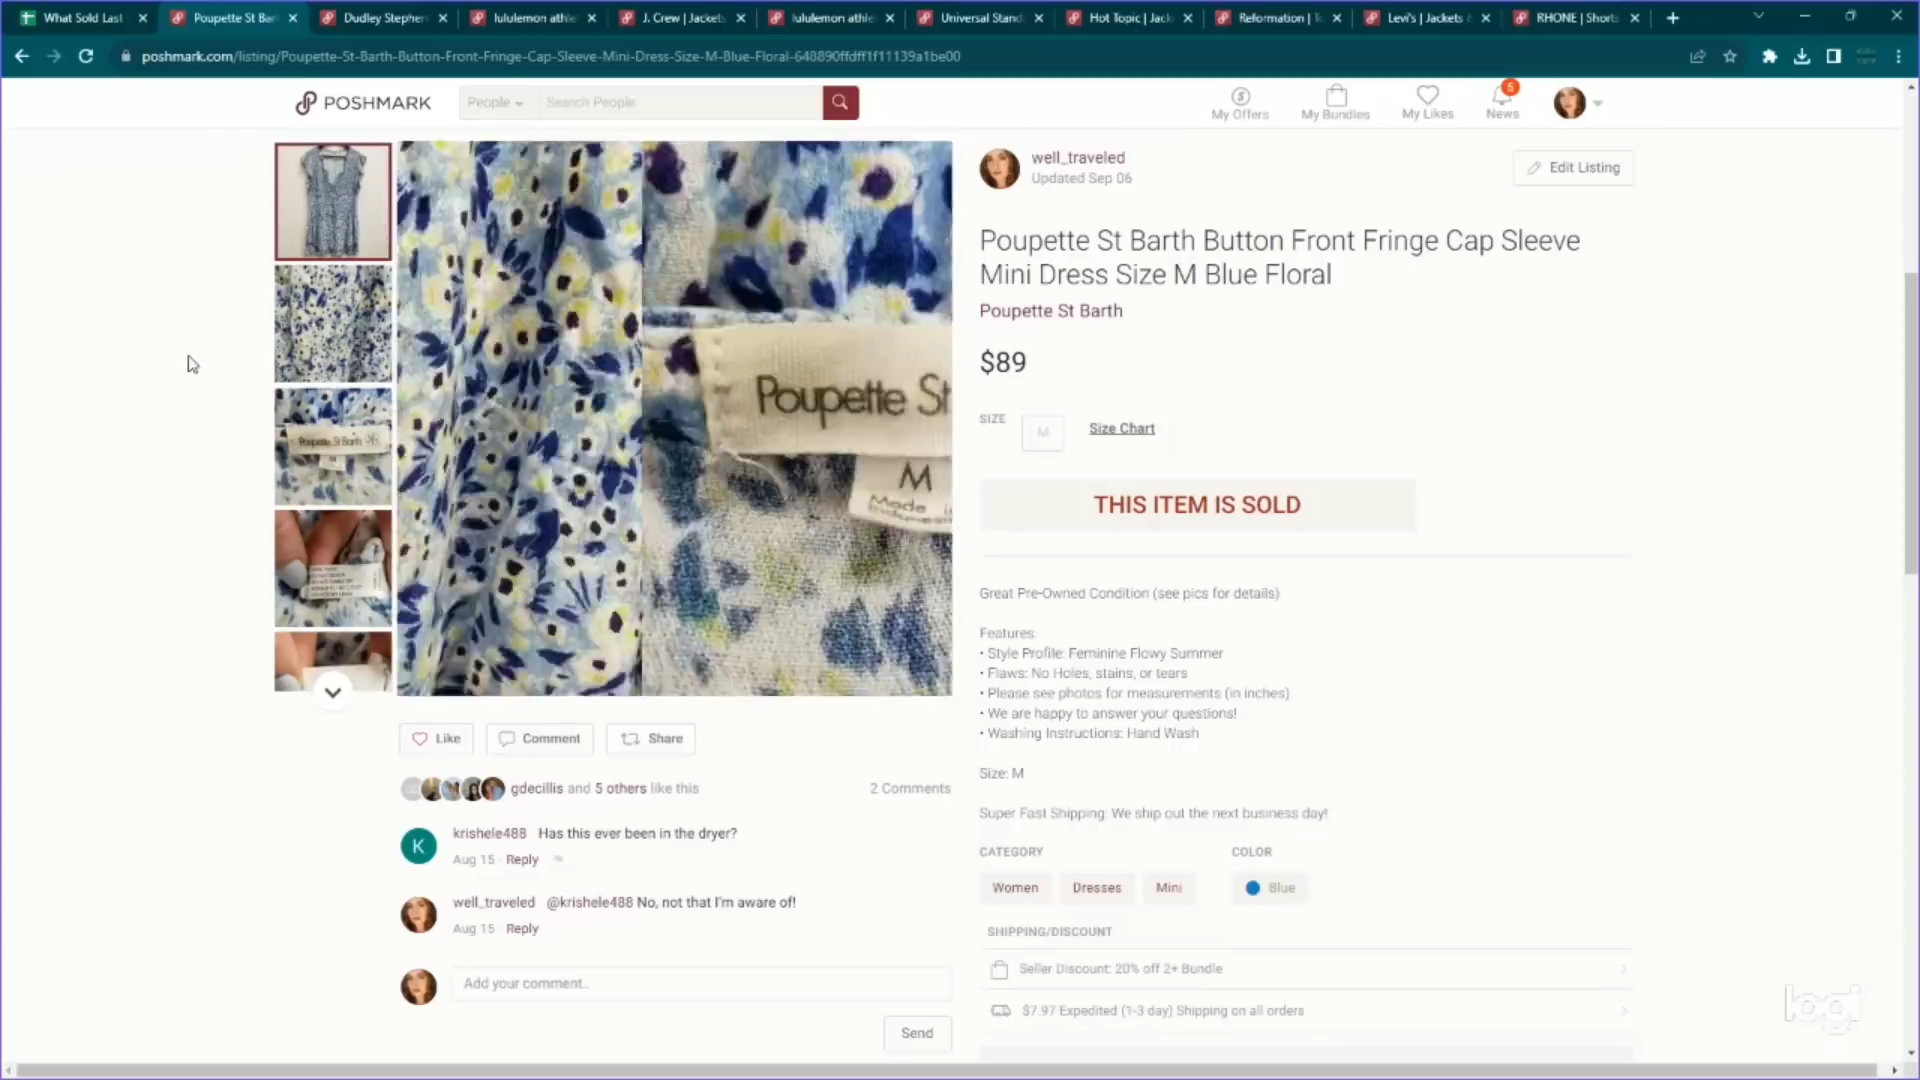 What Sold Last
Poupette St Bar
Dudley Stephen
lululemon athle
J. Crew | Jackets
lululemon athle
Universal Stand
Hot Topic | Jack
Reformation | T
Levi's | Jackets &
RHONE | Shorts
poshmark.com/listing/Poupette-St-Barth-Button-Front-Fringe-Cap-Sleeve-Mini-Dress-Size-M-Blue-Floral-648890ffdff1f11139a1be00
POSHMARK
People
Search People
My Offers
My Bundles
My Likes
5
News
well_traveled
Updated Sep 06
Edit Listing
Poupette St Barth Button Front Fringe Cap Sleeve
Mini Dress Size M Blue Floral
Poupette St Barth
$89
SIZE
M
Size Chart
THIS ITEM IS SOLD
Great Pre-Owned Condition (see pics for details)
Features:
• Style Profile: Feminine Flowy Summer
• Flaws: No Holes, stains, or tears
• Please see photos for measurements (in inches)
• We are happy to answer your questions!
• Washing Instructions: Hand Wash
Size: M
Super Fast Shipping: We ship out the next business day!
CATEGORY
COLOR
Women
Dresses
Mini
Blue
SHIPPING/DISCOUNT
Seller Discount: 20% off 2+ Bundle
$7.97 Expedited (1-3 day) Shipping on all orders
Poupette St Barth
M
Poupette St
M
Made i
Like
Comment
Share
gdecillis and 5 others like this
2 Comments
K
krishele488 Has this ever been in the dryer?
Aug 15 Reply
well_traveled @krishele488 No, not that I'm aware of!
Aug 15 Reply
Add your comment..
Send
logi